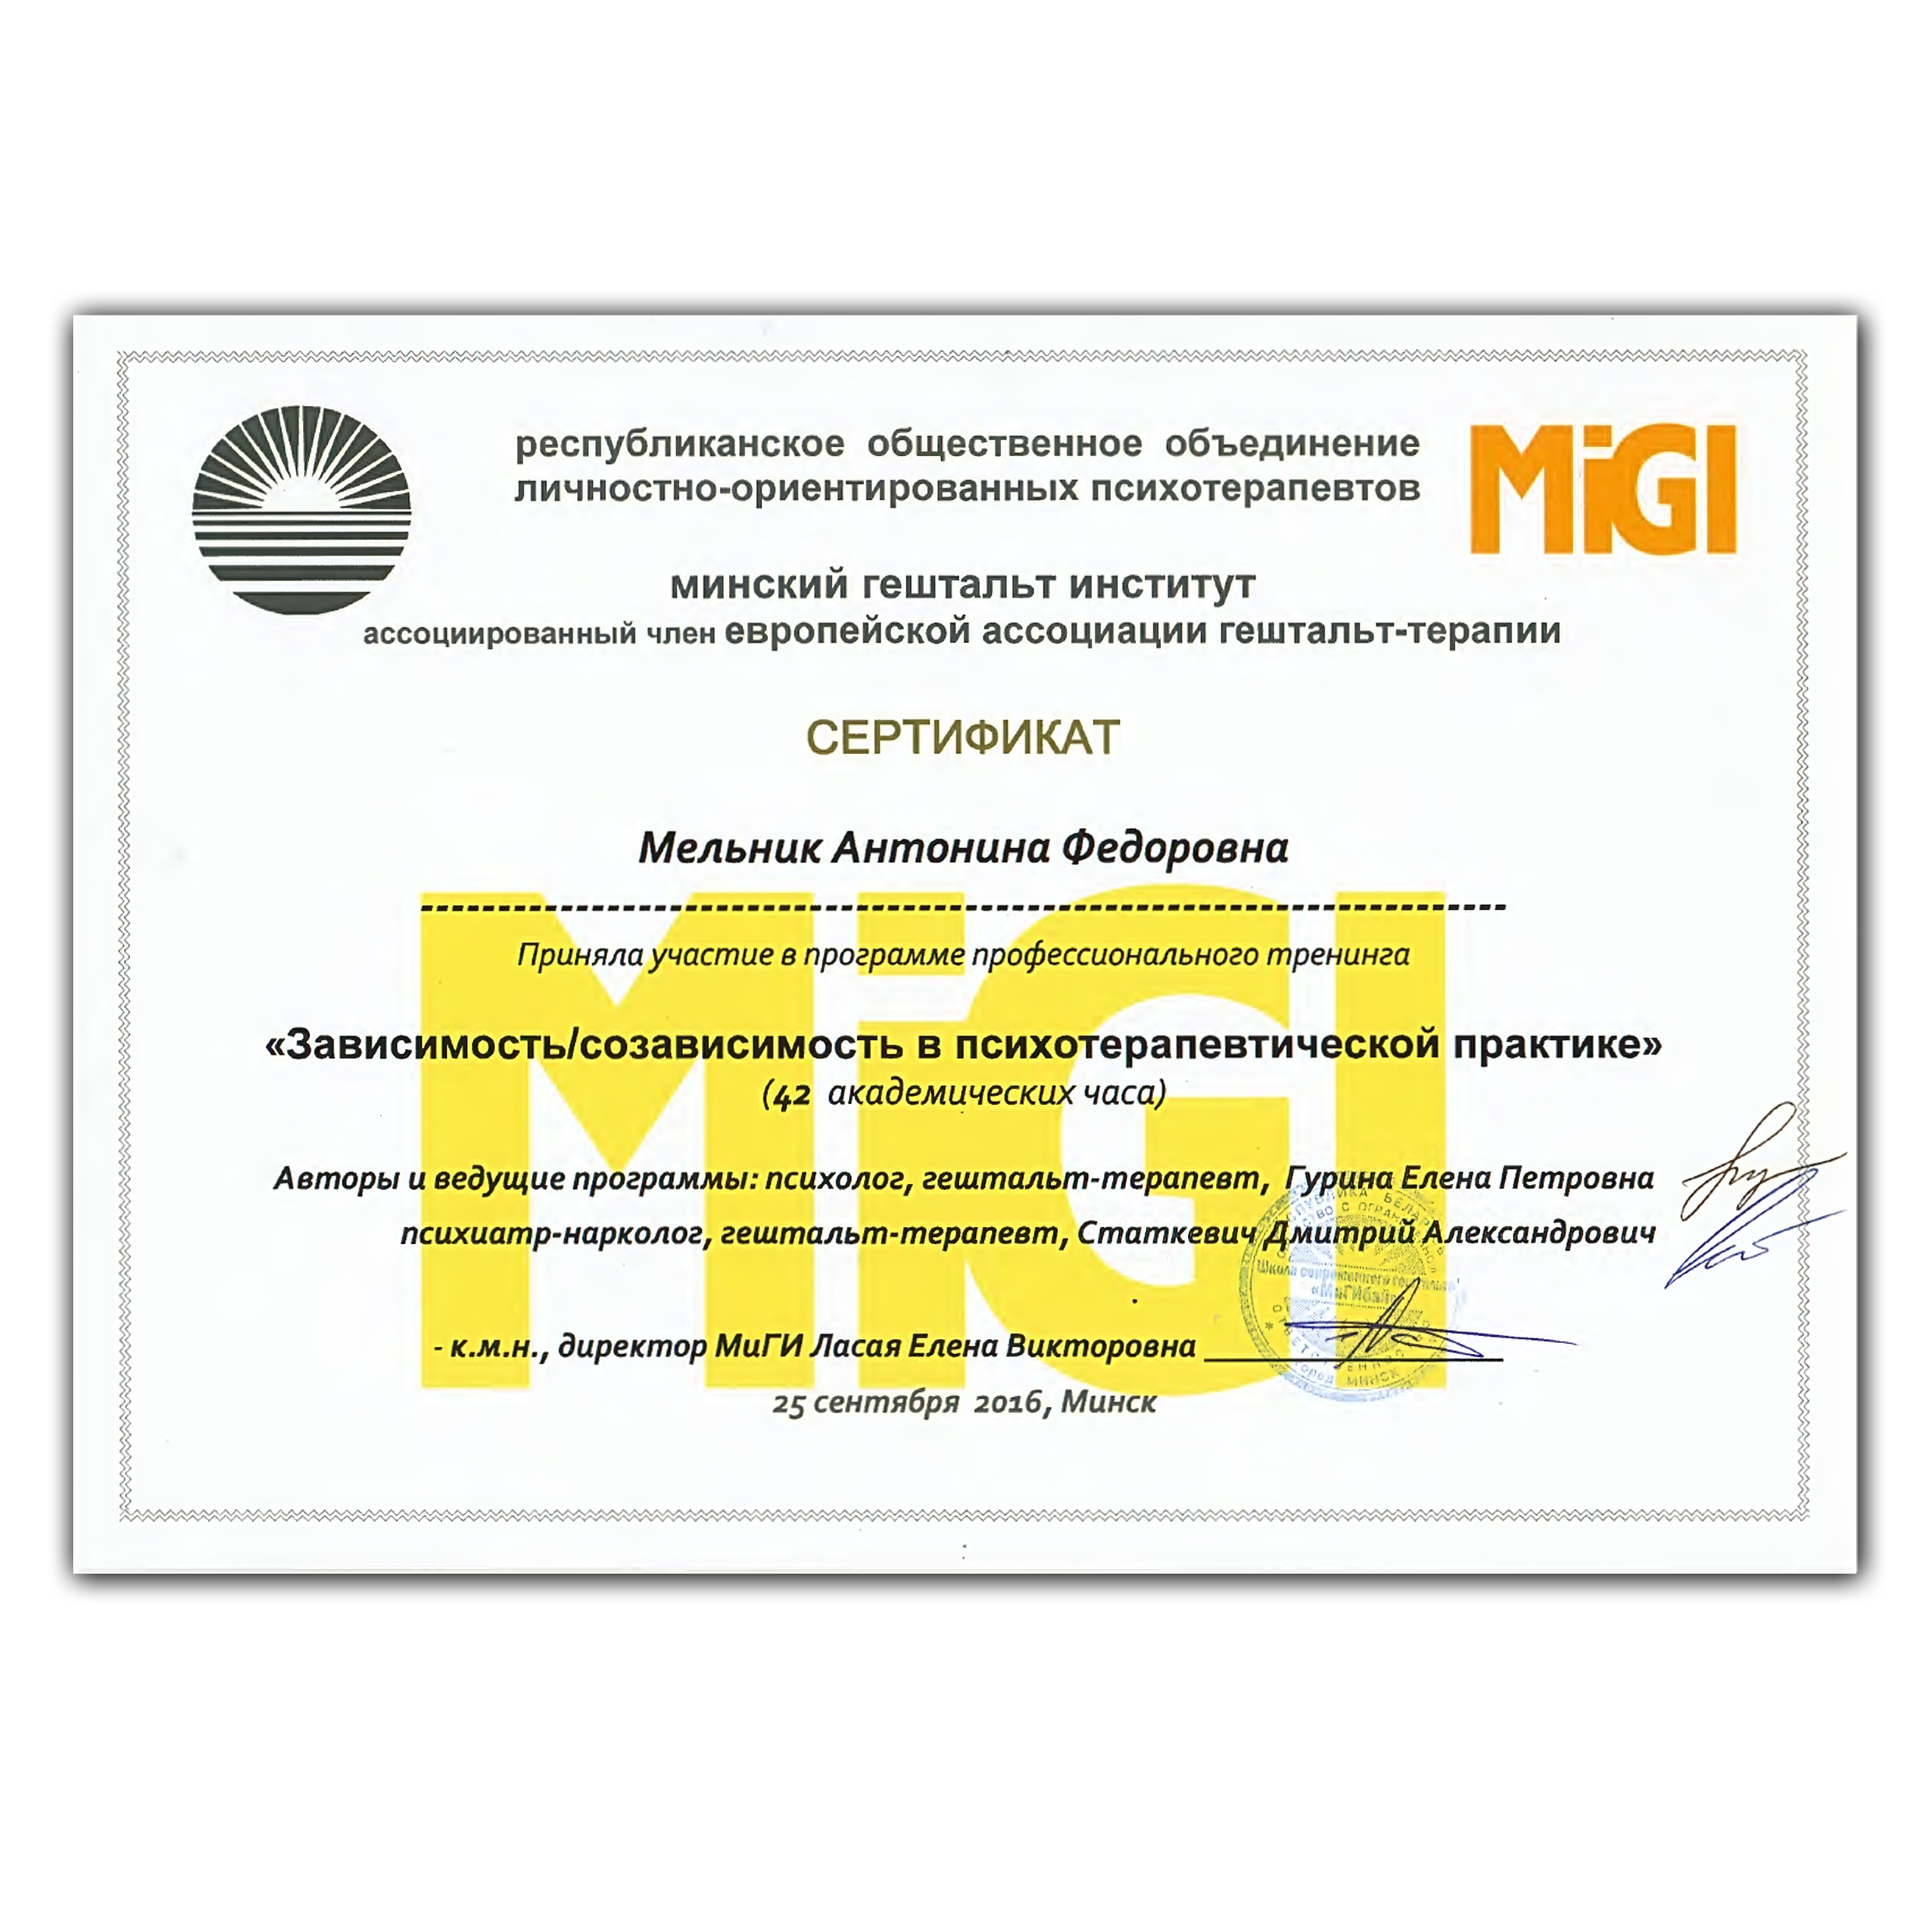 республиканское общественное объединение
личностно-ориентированных психотерапевтов
MiGI
минский гештальт институт
ассоциированный член европейской ассоциации гештальт-терапии
СЕРТИФИКАТ
Мельник Антонина Федоровна
Приняла участие в программе профессионального тренинга
«Зависимость/созависимость в психотерапевтической практике»
(42 академических часа)
Авторы и ведущие программы: психолог, гештальт-терапевт, Гурина Елена Петровна
психиатр-нарколог, гештальт-терапевт, Статкевич Дмитрий Александрович
- к.м.н., директор МиГИ Ласая Елена Викторовна
25 сентября 2016, Минск
MiGI
город МИНСК